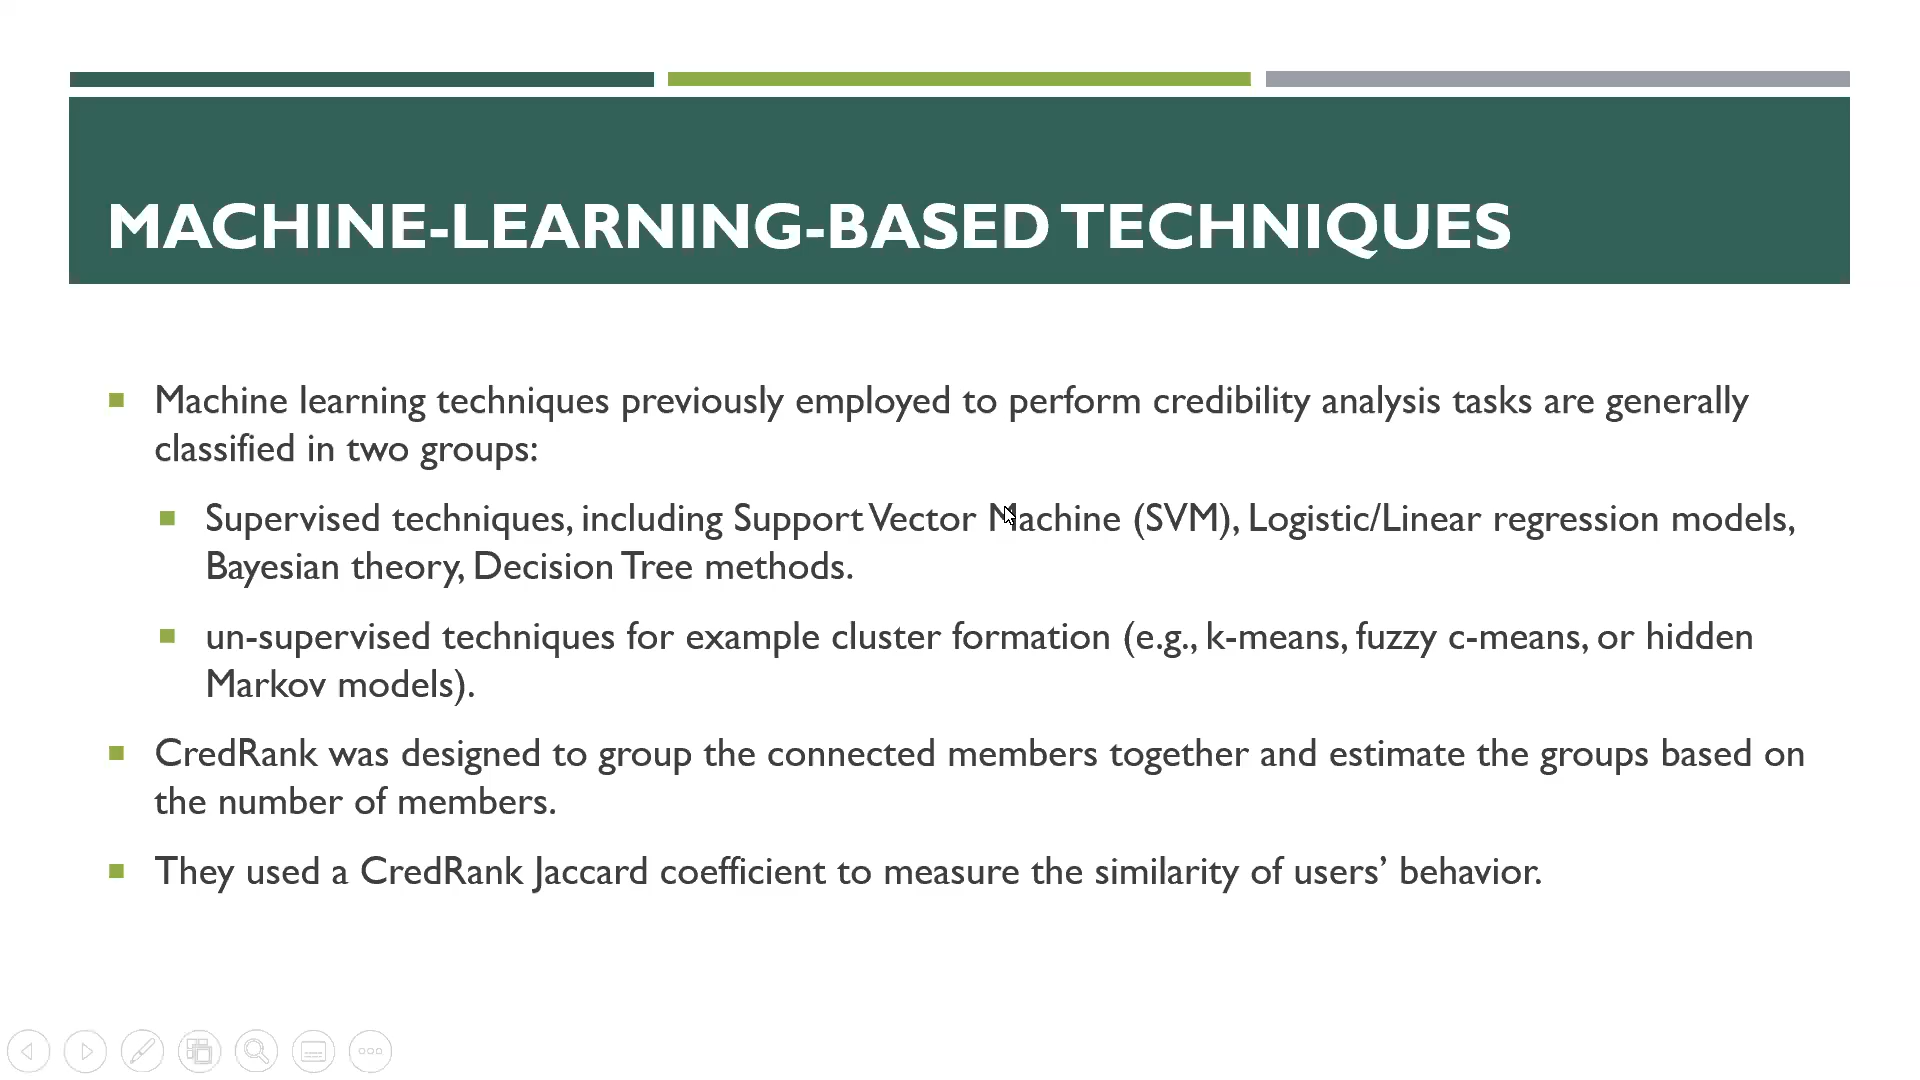 MACHINE-LEARNING-BASED TECHNIQUES
Machine learning techniques previously employed to perform credibility analysis tasks are generally
classified in two groups:
Supervised techniques, including Support Vector Machine (SVM), Logistic/Linear regression models,
Bayesian theory, Decision Tree methods.
un-supervised techniques for example cluster formation (e.g., k-means, fuzzy c-means, or hidden
Markov models).
CredRank was designed to group the connected members together and estimate the groups based on
the number of members.
They used a CredRank Jaccard coefficient to measure the similarity of users’ behavior.